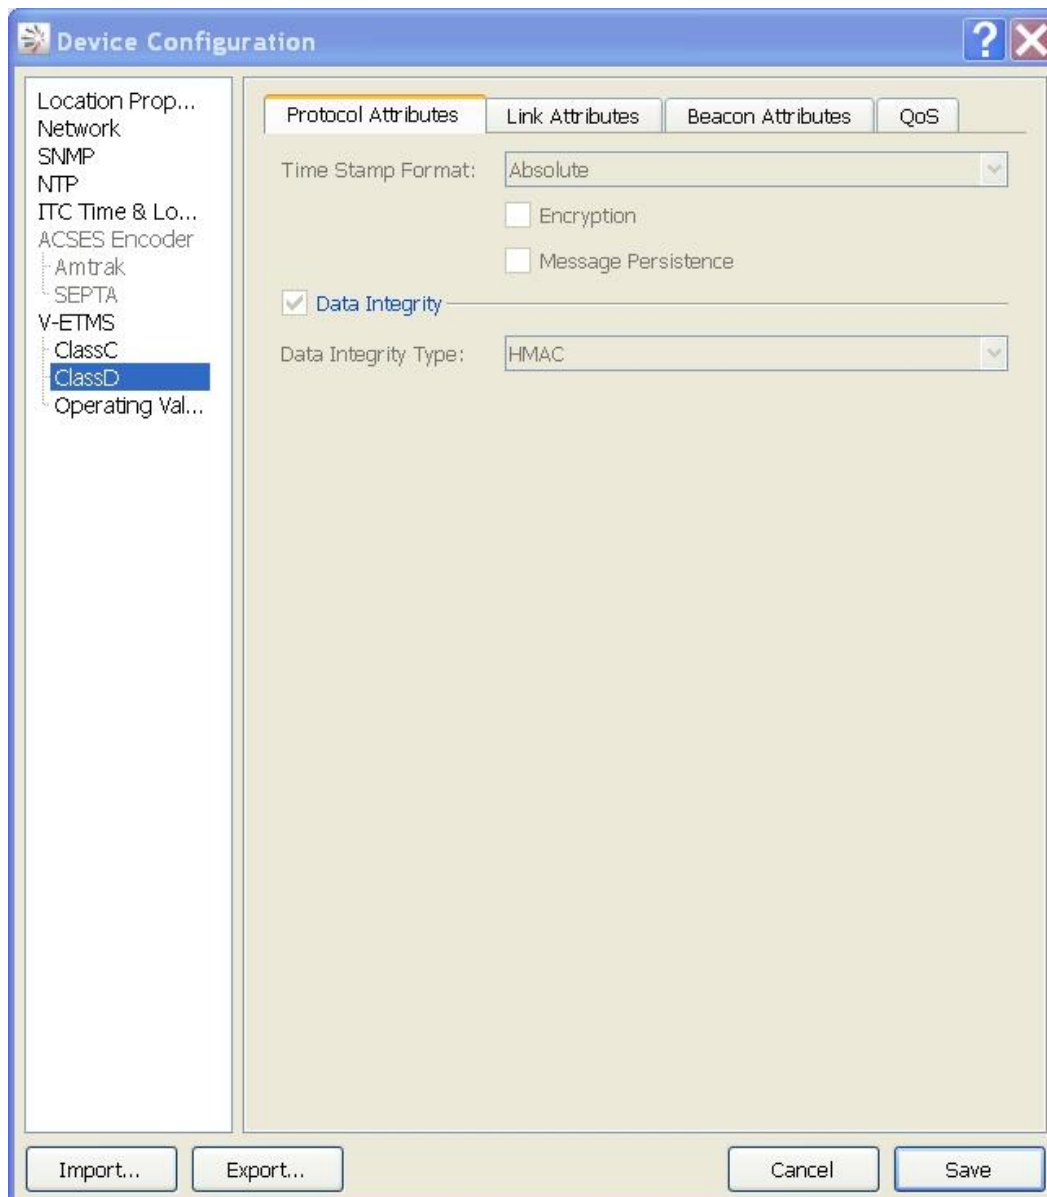 Device Configuration
Location Prop...
Network
SNMP
NTP
ITC Time & Lo...
ACSES Encoder
Amtrak
SEPTA
V-ETMS
ClassC
ClassD
Operating Val...
Protocol Attributes
Link Attributes
Beacon Attributes
QoS
Time Stamp Format: Absolute
Encryption
Message Persistence
Data Integrity
Data Integrity Type: HMAC
Import...
Export...
Cancel
Save